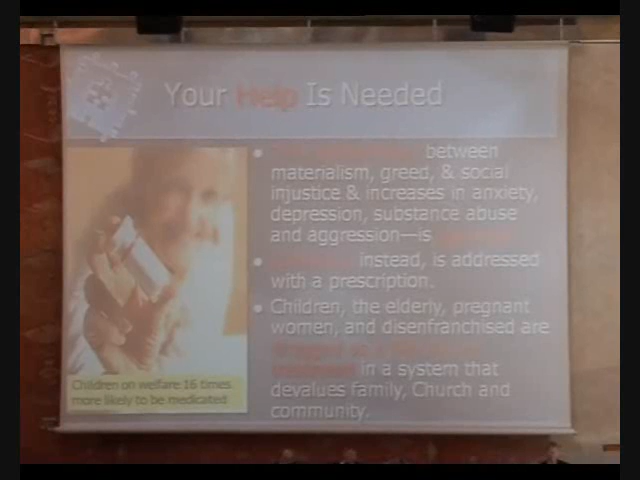 Your Help Is Needed
between
materialism, greed, & social
injustice & increases in anxiety,
depression, substance abuse
and aggression—is
instead, is addressed
with a prescription.
Children, the elderly, pregnant
women, and disenfranchised are
in a system that
devalues family, Church and
community.
Children on welfare 16 times
more likely to be medicated